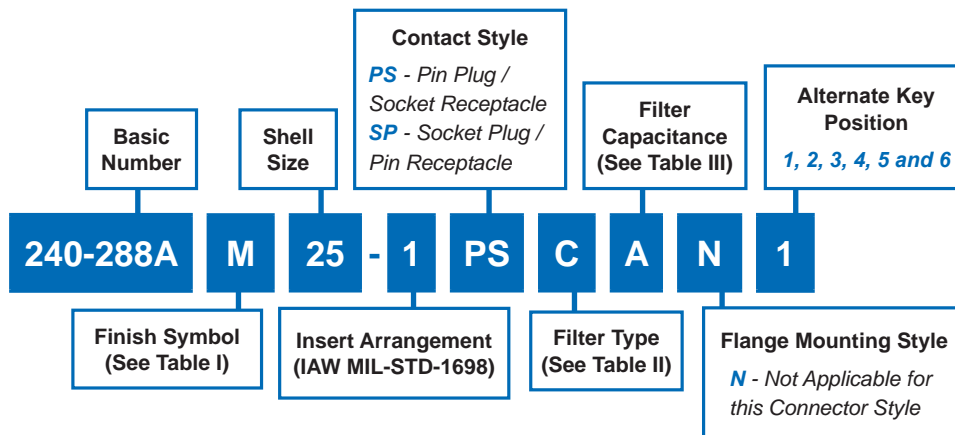 Contact Style
PS - Pin Plug /
Socket Receptacle
SP - Socket Plug /
Pin Receptacle
Basic
Number
Shell
Size
Filter
Capacitance
(See Table III)
Alternate Key
Position
1, 2, 3, 4, 5 and 6
240-288A M 25 - 1 PS C A N 1
Finish Symbol
(See Table I)
Insert Arrangement
(IAW MIL-STD-1698)
Filter Type
(See Table II)
Flange Mounting Style
N - Not Applicable for
this Connector Style